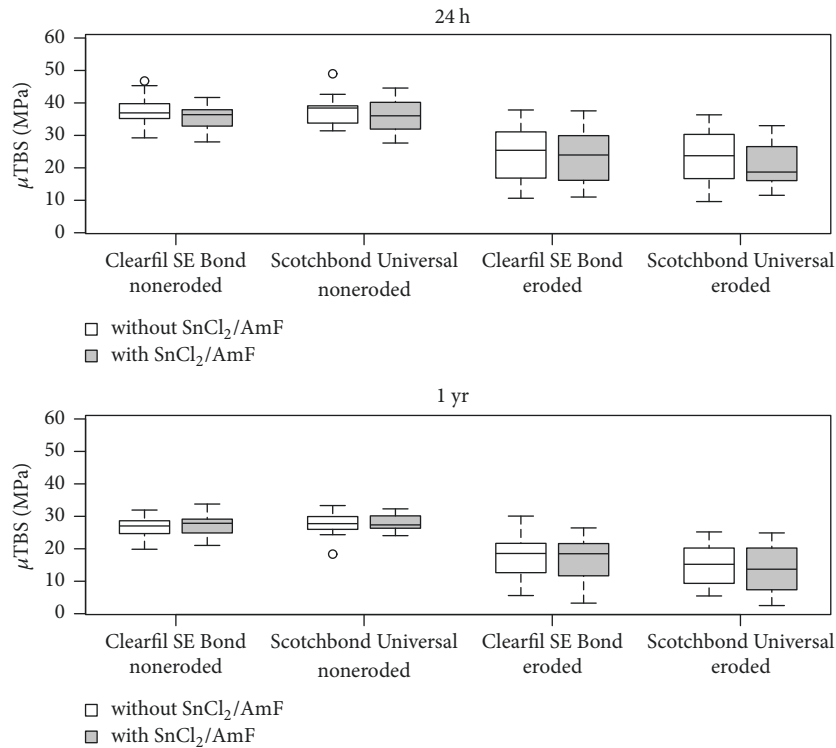 24 h
60
50
40
30
20
10
0
μTBS (MPa)
Clearfil SE Bond
noneroded
Scotchbond Universal
noneroded
Clearfil SE Bond
eroded
Scotchbond Universal
eroded
without SnCl₂/AmF
with SnCl₂/AmF
1 yr
60
50
40
30
20
10
0
μTBS (MPa)
Clearfil SE Bond
noneroded
Scotchbond Universal
noneroded
Clearfil SE Bond
eroded
Scotchbond Universal
eroded
without SnCl₂/AmF
with SnCl₂/AmF